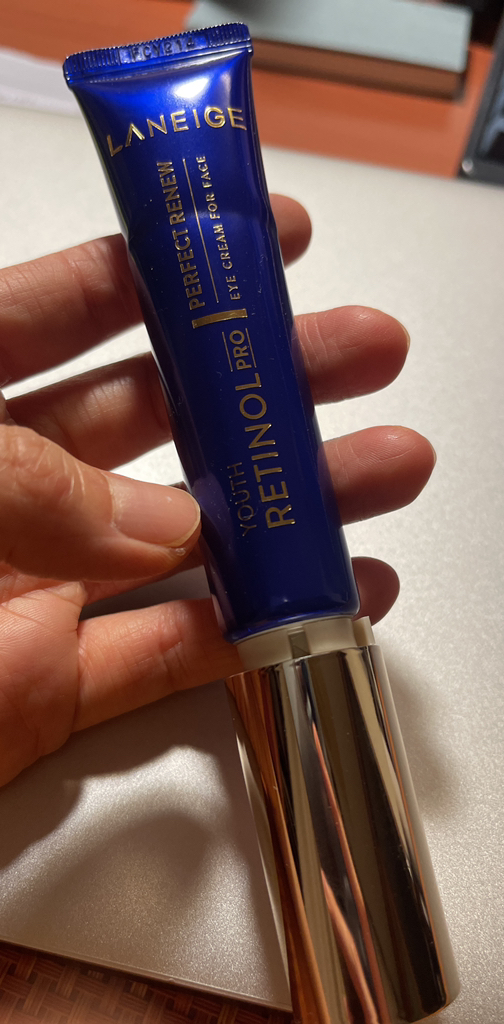 LANEIGE
PERFECT RENEW
EYE CREAM FOR FACE
YOUTH
RETINOL PRO